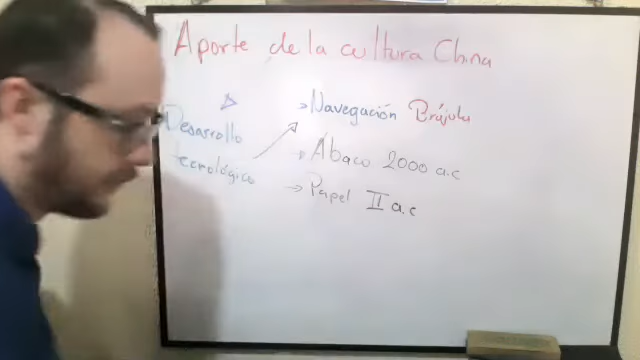 Aporte de la cultura China
Desarrollo
tecnológico
Navegación Brújula
Ábaco 2000 a.c
Papel II a.c